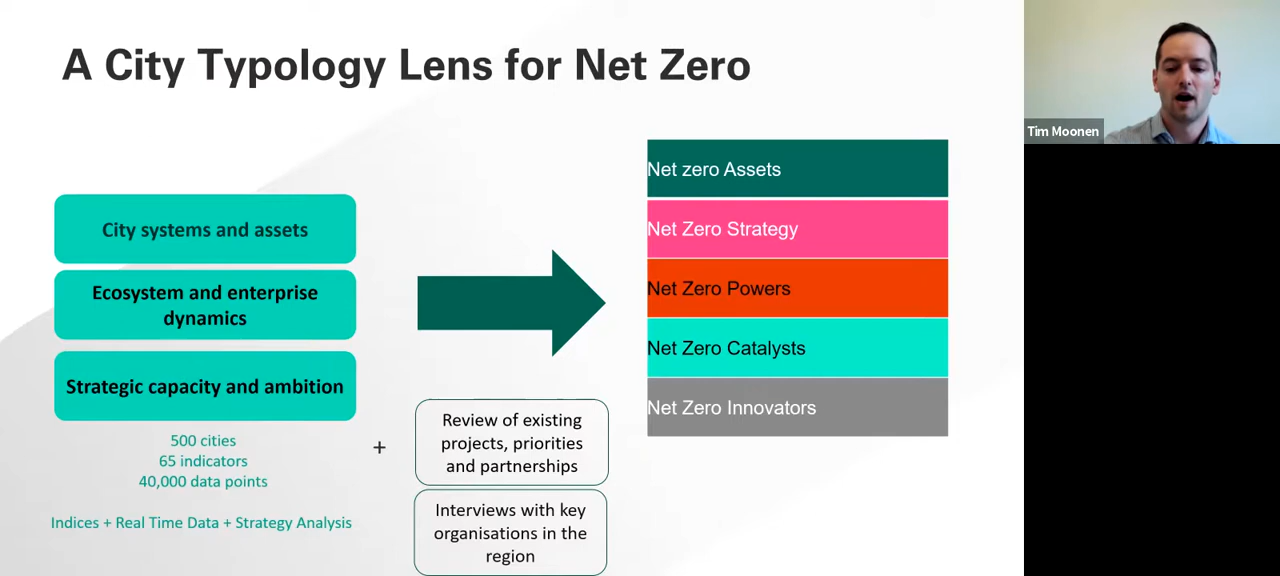 A City Typology Lens for Net Zero
Tim Moonen
City systems and assets
Ecosystem and enterprise
dynamics
Strategic capacity and ambition
500 cities
65 indicators
40,000 data points
Indices + Real Time Data + Strategy Analysis
+
Review of existing
projects, priorities
and partnerships
Interviews with key
organisations in the
region
Net zero Assets
Net Zero Strategy
Net Zero Powers
Net Zero Catalysts
Net Zero Innovators